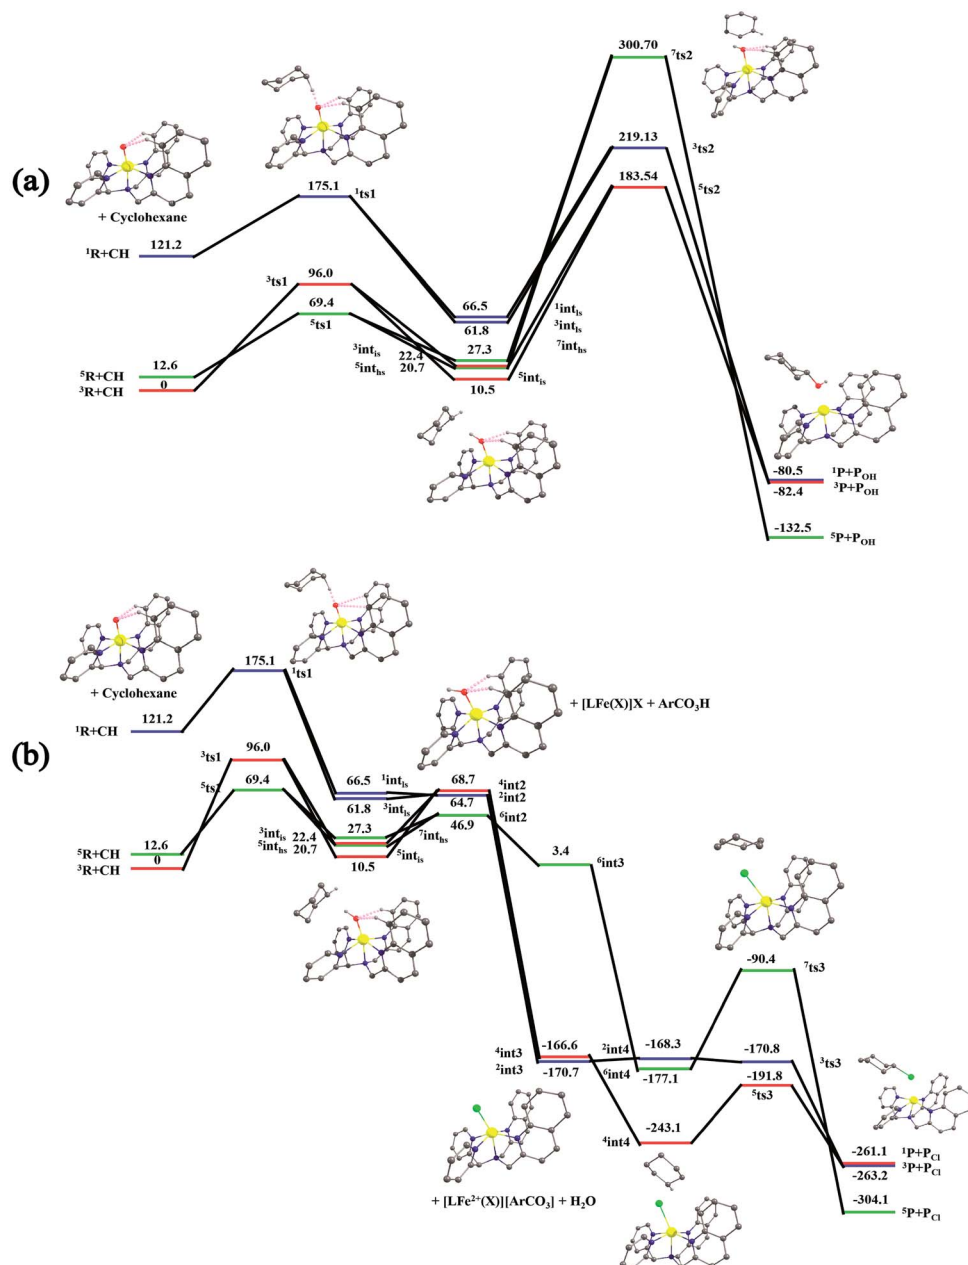 (a)
+ Cyclohexane
¹R+CH
121.2
175.1
¹ts1
³ts1
96.0
69.4
⁵ts1
⁵R+CH
12.6
³R+CH
0
66.5
61.8
¹int_ls
³int_ls
⁷int_hs
³int_is
22.4
27.3
⁵int_hs
20.7
10.5
⁵int_is
300.70
⁷ts2
219.13
³ts2
183.54
⁵ts2
-80.5
¹P+P_OH
-82.4
³P+P_OH
-132.5
⁵P+P_OH
(b)
+ Cyclohexane
¹R+CH
121.2
175.1
¹ts1
³ts1
96.0
⁵ts1
69.4
⁵R+CH
12.6
³R+CH
0
66.5
¹int_ls
61.8
³int_ls
³int_is
22.4
27.3
⁷int_hs
⁵int_hs
20.7
10.5
⁵int_is
+ [LFe(X)]X + ArCO₃H
68.7
⁴int2
²int2
64.7
⁶int2
46.9
3.4
⁶int3
⁴int3
-166.6
²int3
-170.7
+ [LFe²⁺(X)][ArCO₃] + H₂O
²int4
-168.3
⁶int4
-177.1
⁴int4
-243.1
-90.4
⁷ts3
-170.8
³ts3
-191.8
⁵ts3
-261.1
¹P+P_Cl
-263.2
³P+P_Cl
-304.1
⁵P+P_Cl